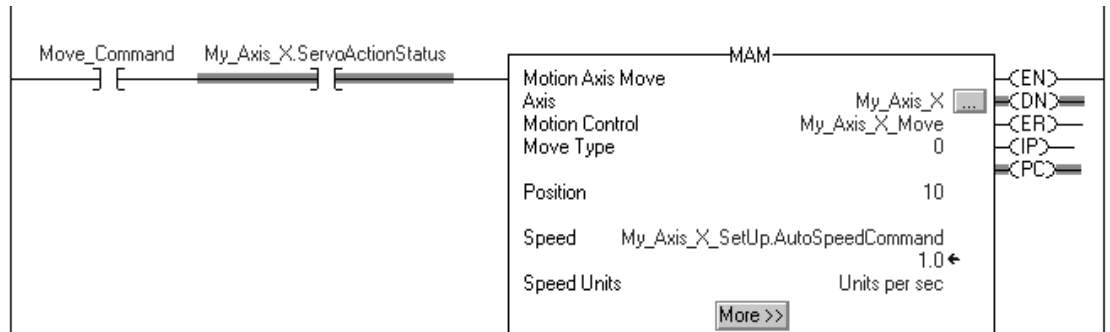 Move_Command My_Axis_X.ServoActionStatus
MAM
Motion Axis Move
Axis My_Axis_X ...
Motion Control My_Axis_X_Move
Move Type 0
Position 10
Speed My_Axis_X_SetUp.AutoSpeedCommand
1.0
Speed Units Units per sec
More >>
EN
DN
ER
IP
PC